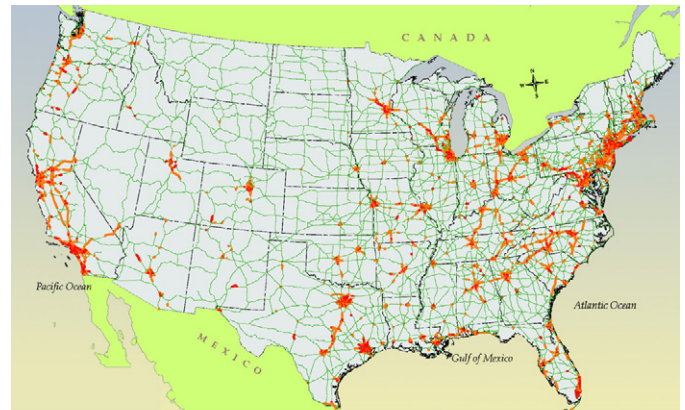 CANADA
N
W E
S
Pacific Ocean
Atlantic Ocean
MEXICO
Gulf of Mexico